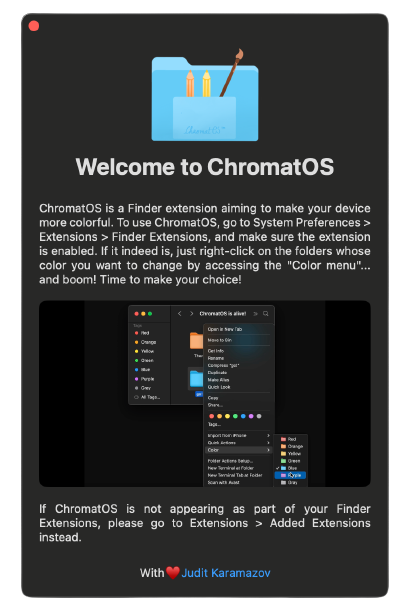 ChromatOS™
Welcome to ChromatOS
ChromatOS is a Finder extension aiming to make your device
more colorful. To use ChromatOS, go to System Preferences >
Extensions > Finder Extensions, and make sure the extension
is enabled. If it indeed is, just right-click on the folders whose
color you want to change by accessing the "Color menu"...
and boom! Time to make your choice!
ChromatOS is alive!
Tags
Red
Orange
Yellow
Green
Blue
Purple
Gray
All Tags...
Open in New Tab
Move to Bin
Get Info
Rename
Compress "go!"
Duplicate
Make Alias
Quick Look
Copy
Share...
Tags...
Import from iPhone
Quick Actions
Color
Folder Actions Setup...
New Terminal at Folder
New Terminal Tab at Folder
Scan with Avast
Red
Orange
Yellow
Green
Blue
Purple
Gray
If ChromatOS is not appearing as part of your Finder
Extensions, please go to Extensions > Added Extensions
instead.
With❤️Judit Karamazov